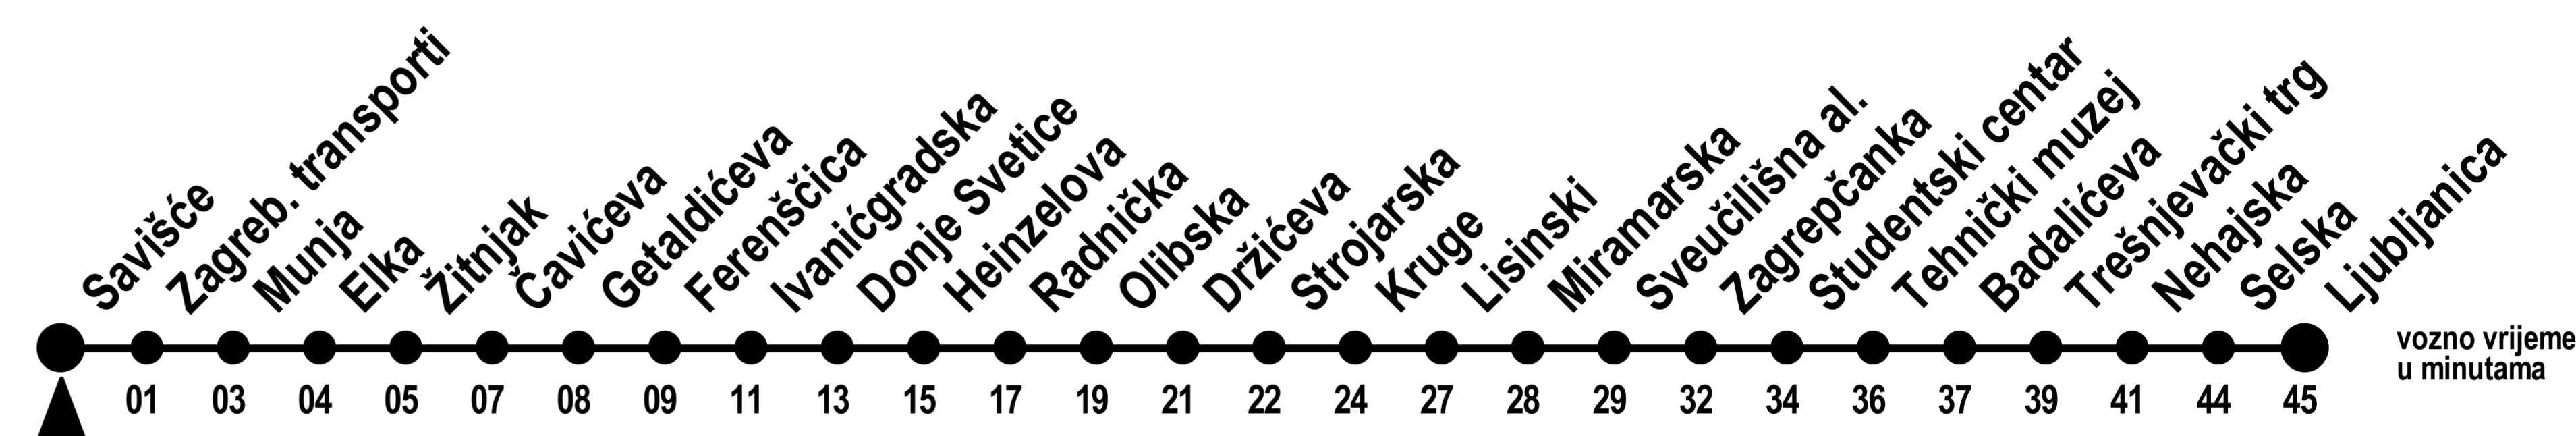 Savišće
Zagreb. transporti
Munja
Elka
Žitnjak
Čavićeva
Getaldićeva
Ferenščica
Ivanićgradska
Donje Svetice
Heinzelova
Radnička
Olibska
Držićeva
Strojarska
Kruge
Lisinski
Miramarska
Sveučilišna al.
Zagrepčanka
Studentski centar
Tehnički muzej
Badalićeva
Trešnjevački trg
Nehajska
Selska
Ljubljanica
01 03 04 05 07 08 09 11 13 15 17 19 21 22 24 27 28 29 32 34 36 37 39 41 44 45
vozno vrijeme
u minutama